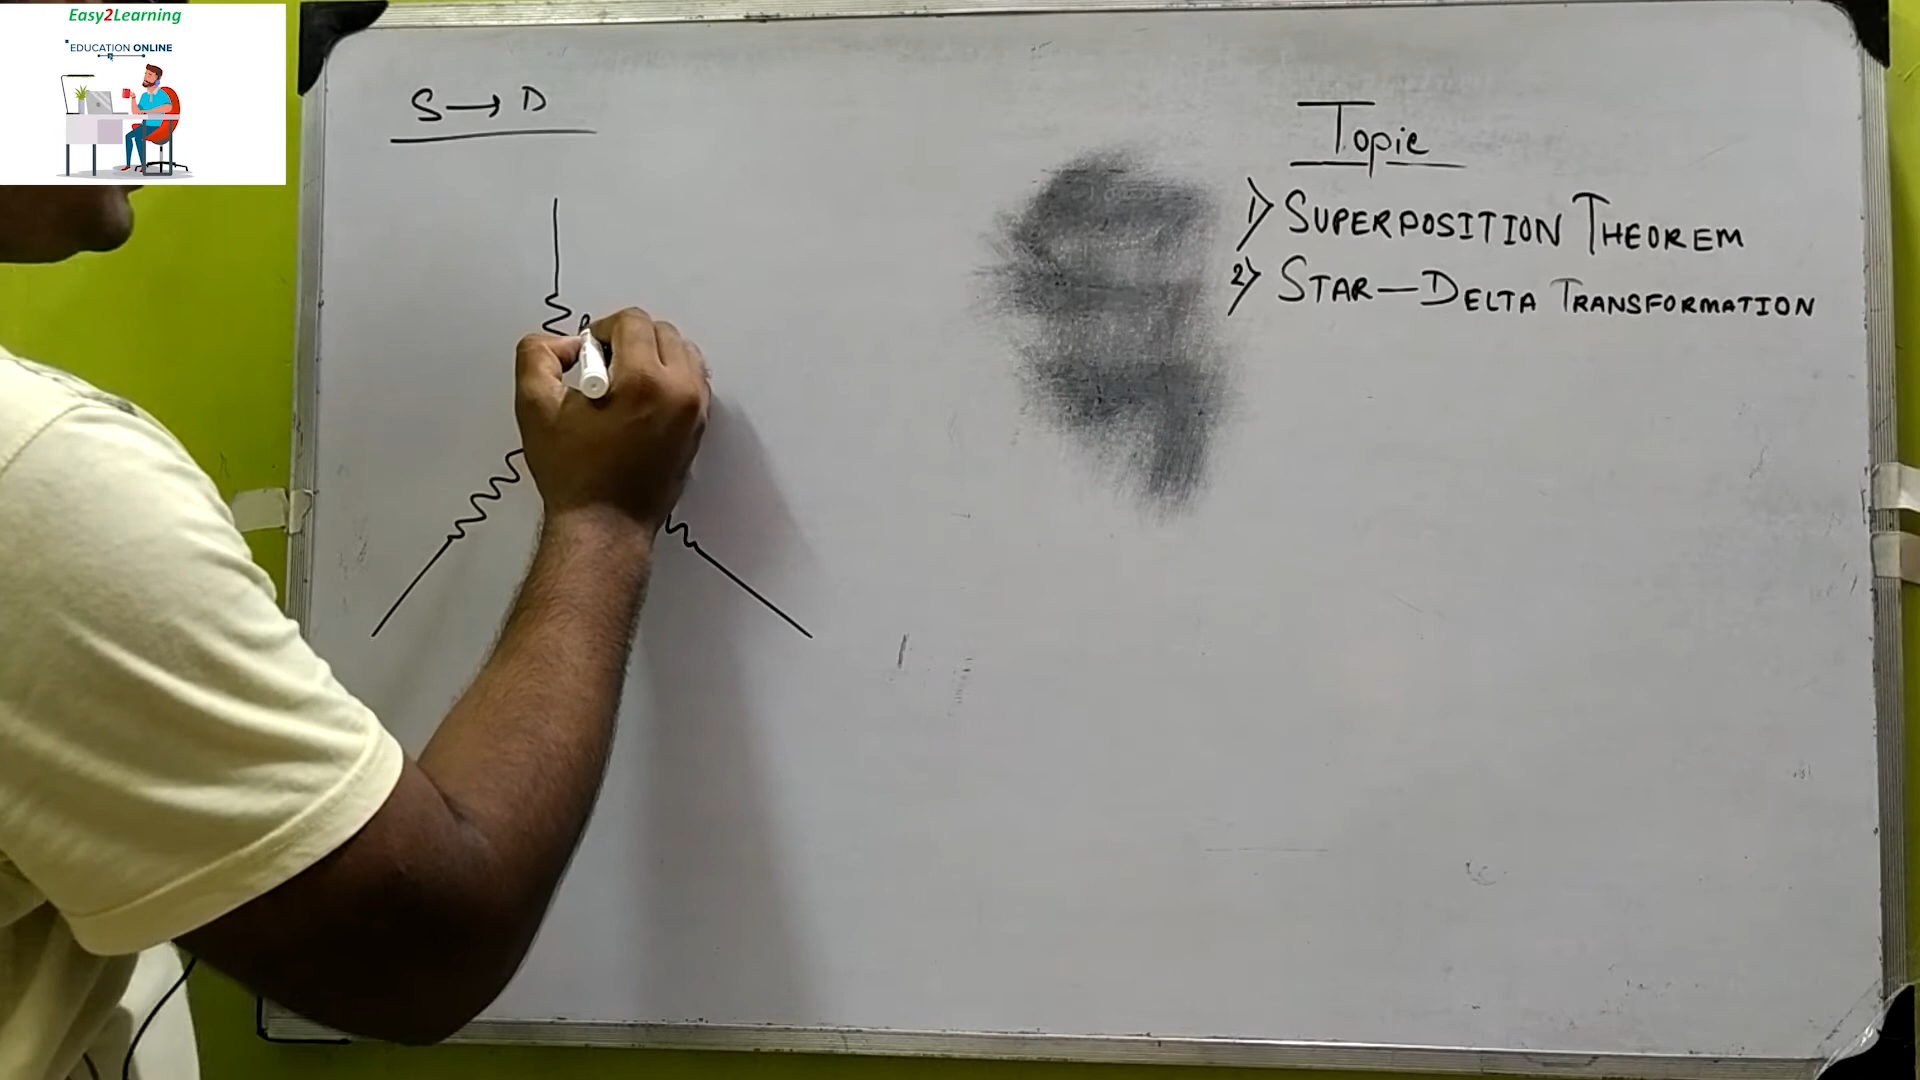 Easy2Learning
EDUCATION ONLINE
S → D
Topic
1) SUPERPOSITION THEOREM
2) STAR—DELTA TRANSFORMATION